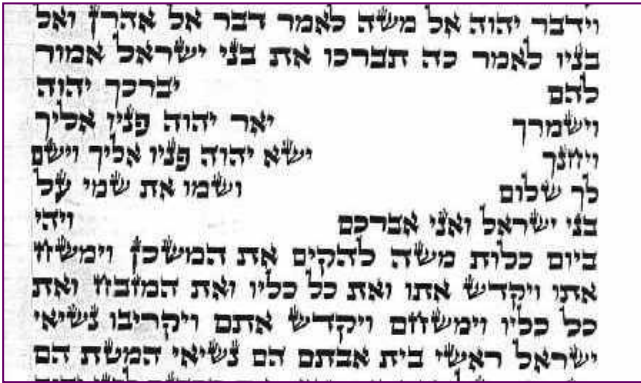 וידבר יהוה אל משה לאמר דבר אל אהרן ואל
בניו לאמר כה תברכו את בני ישראל אמור
להם יברכך יהוה
וישמרך יאר יהוה פניו אליך
ויחנך ישא יהוה פניו אליך וישם
לך שלום ושמו את שמי על
בני ישראל ואני אברכם ויהי
ביום כלות משה להקים את המשכן וימשח
אתו ויקדש אתו ואת כל כליו ואת המזבח ואת
כל כליו וימשחם ויקדש אתם ויקריבו נשיאי
ישראל ראשי בית אבתם הם נשיאי המטת הם